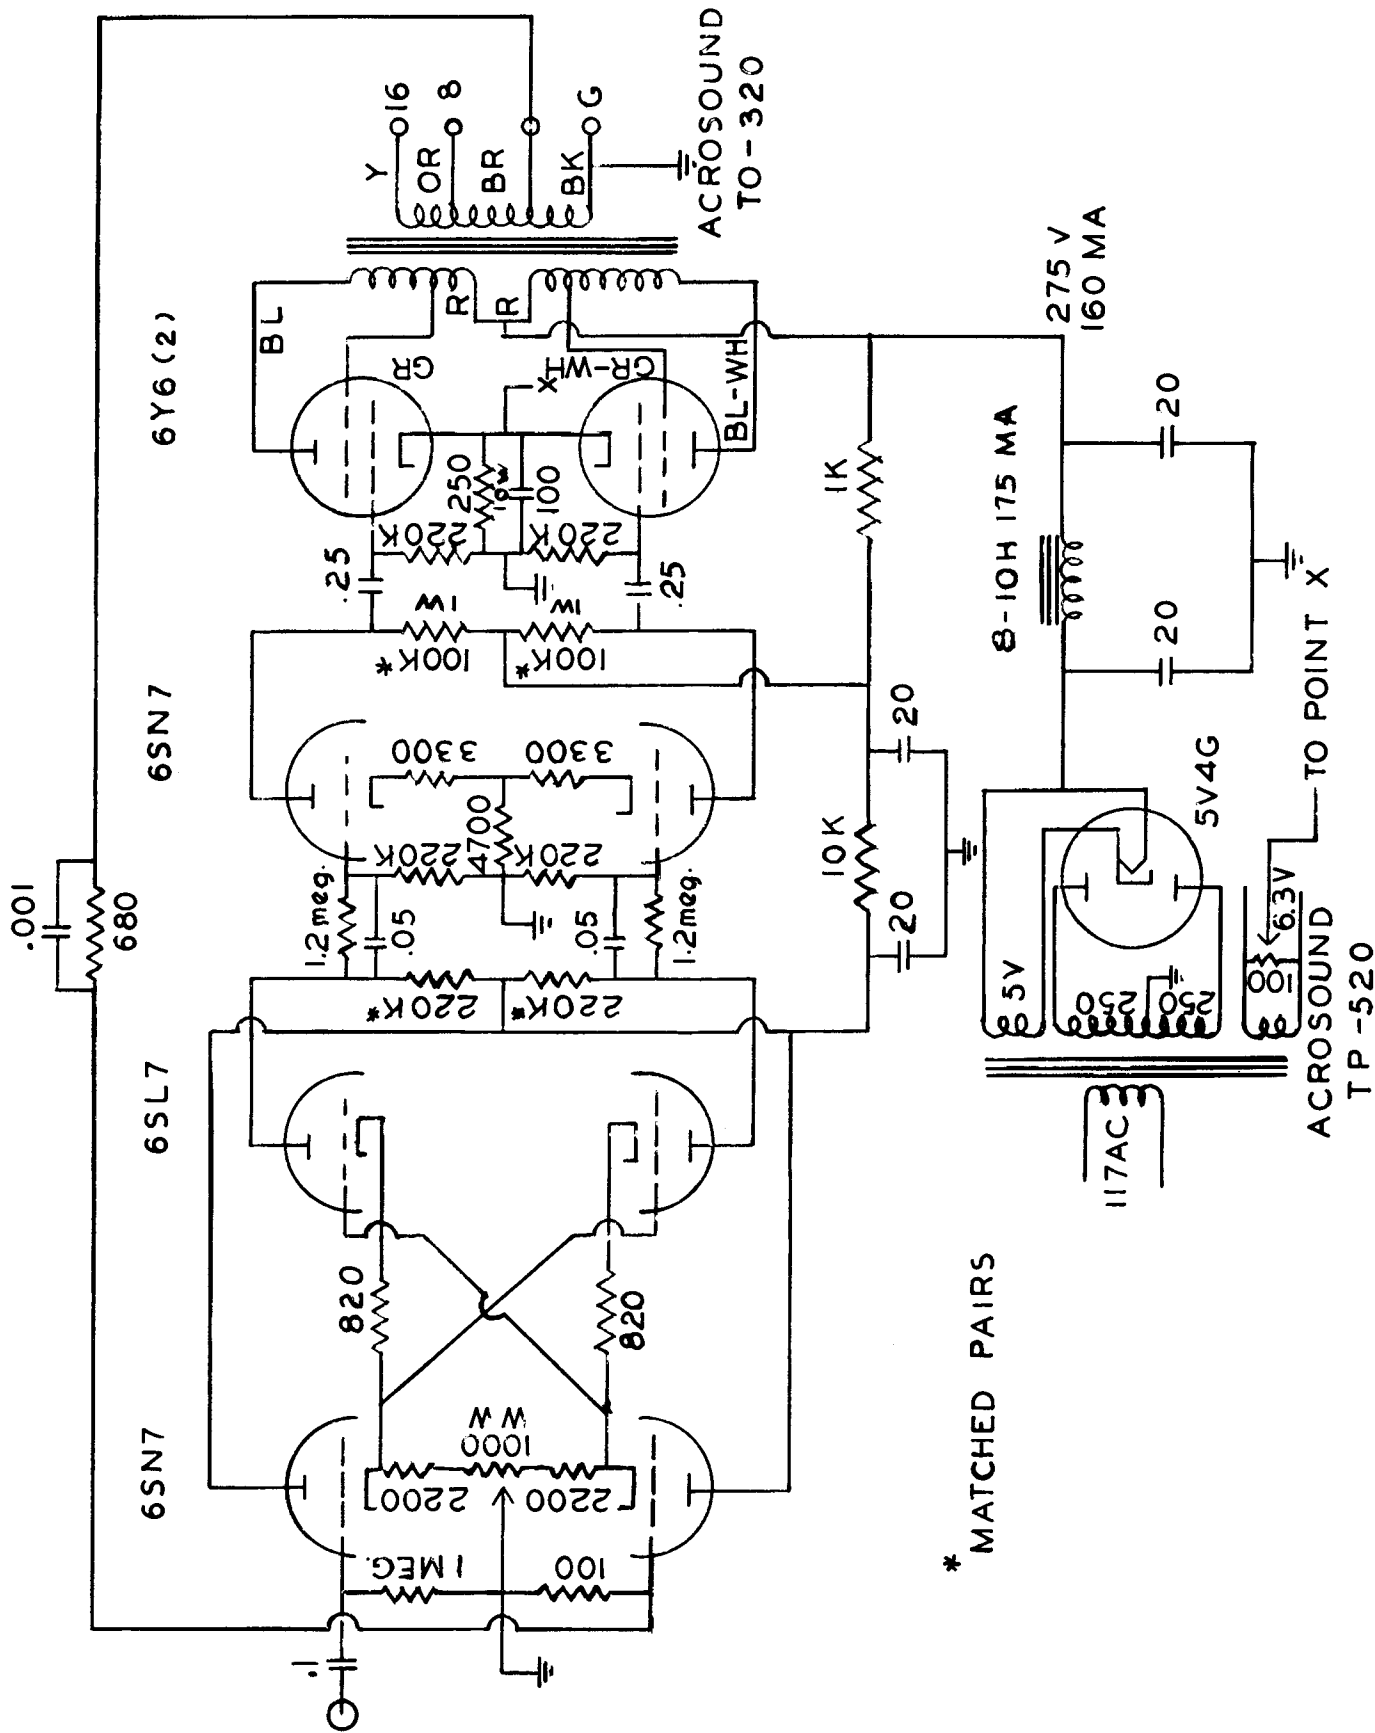 .001
680
6SN7
6SL7
6SN7
6Y6 (2)
.1
1 MEG.
100
2200
1000
W W
2200
820
820
220K*
220K*
1.2 meg.
.05
.05
1.2 meg.
220K
4700
220K
3300
3300
100K*
1W
100K*
1W
.25
.25
220K
250
10W
100
220K
X
BL
GR
GR-WH
BL-WH
R
R
Y
16
OR
8
BR
BK
G
ACROSOUND
TO-320
10K
20
20
1K
275 V
160 MA
8-10H 175 MA
20
20
5V4G
5V
250
250
100
6.3V
TO POINT X
117AC
ACROSOUND
TP-520
* MATCHED PAIRS